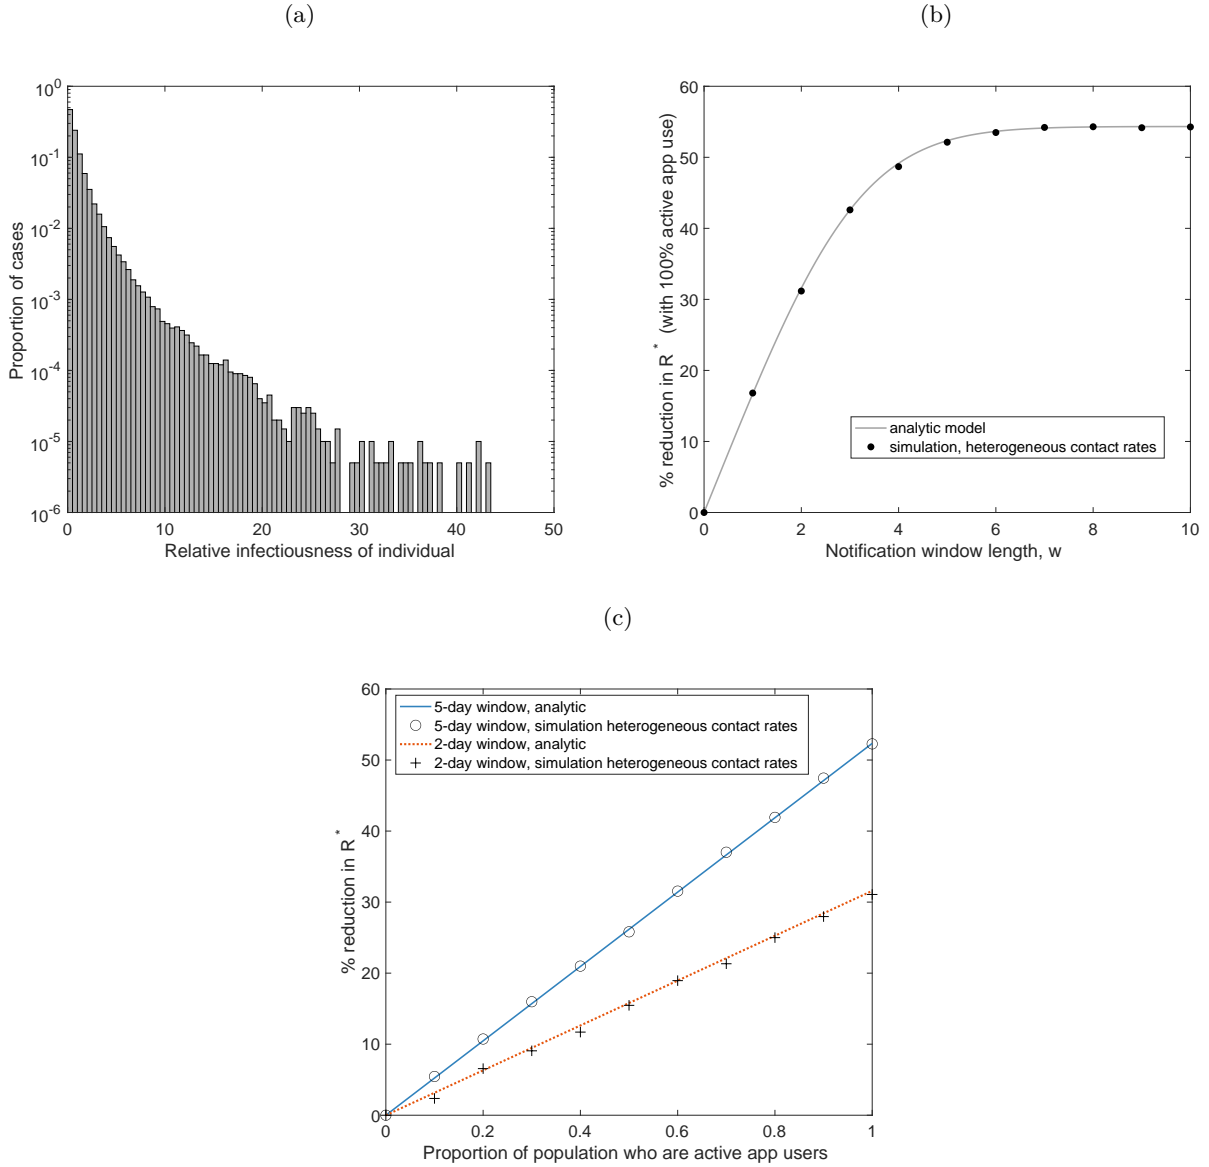 (a)
10^0
10^-1
10^-2
10^-3
10^-4
10^-5
10^-6
0 10 20 30 40 50
Proportion of cases
Relative infectiousness of individual
(b)
60
50
40
30
20
10
0
0 2 4 6 8 10
% reduction in R* (with 100% active app use)
analytic model
simulation, heterogeneous contact rates
Notification window length, w
(c)
60
50
40
30
20
10
0
0 0.2 0.4 0.6 0.8 1
% reduction in R*
5-day window, analytic
5-day window, simulation heterogeneous contact rates
2-day window, analytic
2-day window, simulation heterogeneous contact rates
Proportion of population who are active app users